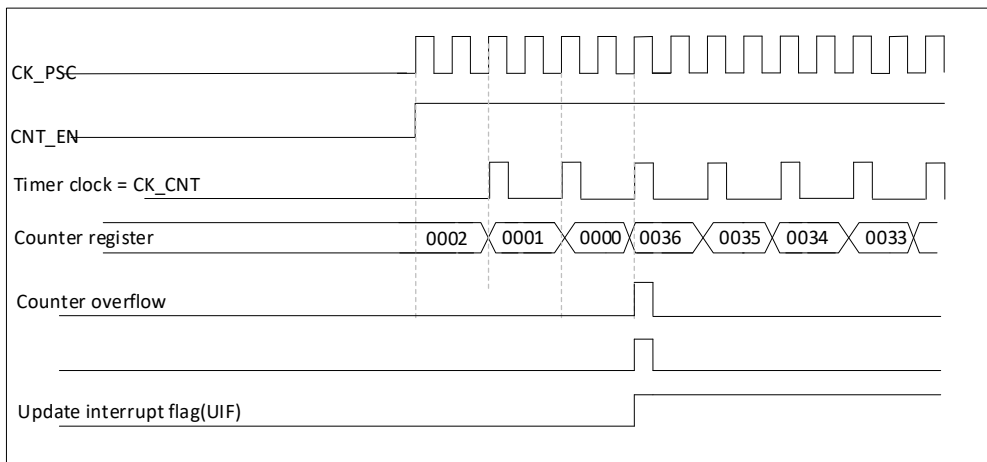 CK_PSC
CNT_EN
Timer clock = CK_CNT
Counter register 0002 0001 0000 0036 0035 0034 0033
Counter overflow
Update interrupt flag(UIF)